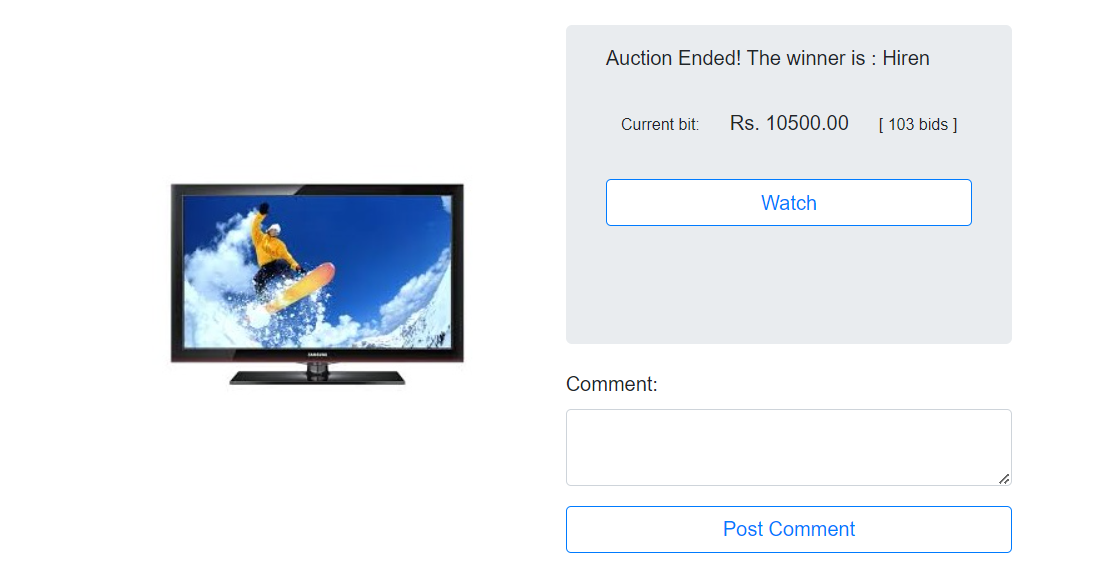 Auction Ended! The winner is : Hiren
Current bit: Rs. 10500.00 [ 103 bids ]
Watch
SAMSUNG
Comment:
Post Comment